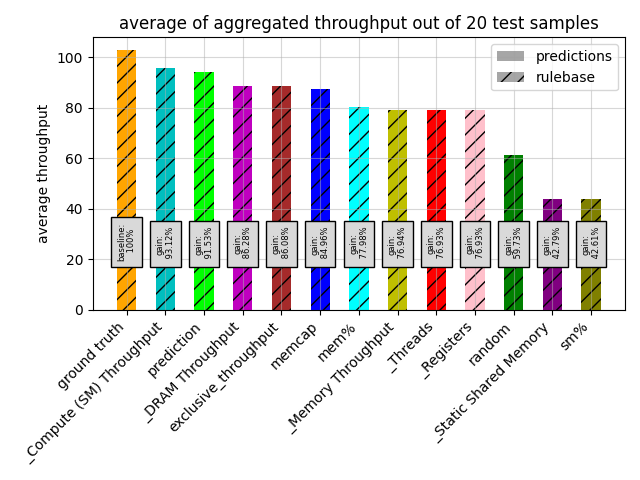 average of aggregated throughput out of 20 test samples
predictions
rulebase
average throughput
100
80
60
40
20
0
baseline:
100%
gain:
93.12%
gain:
91.53%
gain:
86.28%
gain:
86.08%
gain:
84.96%
gain:
77.98%
gain:
76.94%
gain:
76.93%
gain:
76.93%
gain:
59.73%
gain:
42.79%
gain:
42.61%
ground truth
_Compute (SM) Throughput
prediction
_DRAM Throughput
exclusive_throughput
memcap
mem%
_Memory Throughput
_Threads
_Registers
random
_Static Shared Memory
sm%